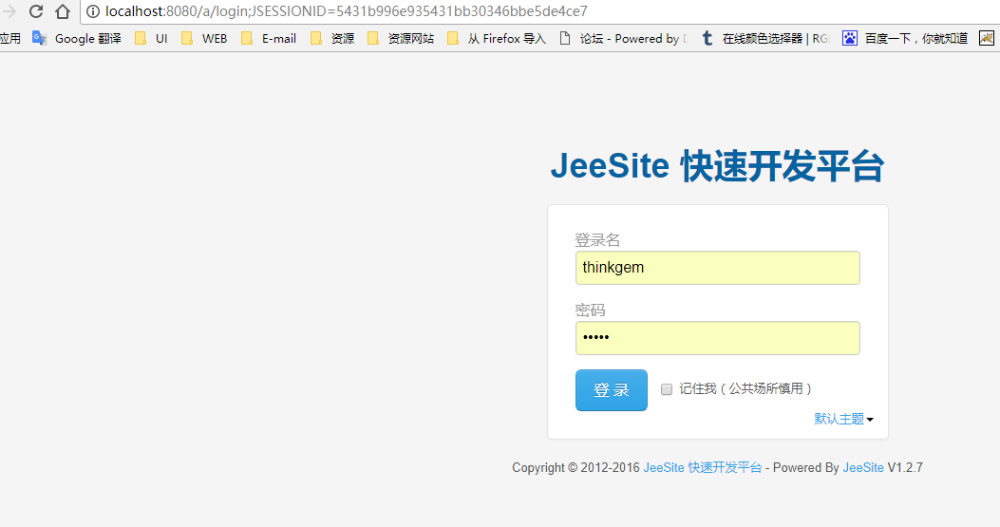 localhost:8080/a/login;JSESSIONID=5431b996e935431bb30346bbe5de4ce7
应用 Google 翻译 UI WEB E-mail 资源 资源网站 从 Firefox 导入 论坛 - Powered by 在线颜色选择器 | RG 百度一下，你就知道
JeeSite 快速开发平台
登录名
thinkgem
密码
•••••
登 录 记住我（公共场所慎用）
默认主题
Copyright © 2012-2016 JeeSite 快速开发平台 - Powered By JeeSite V1.2.7